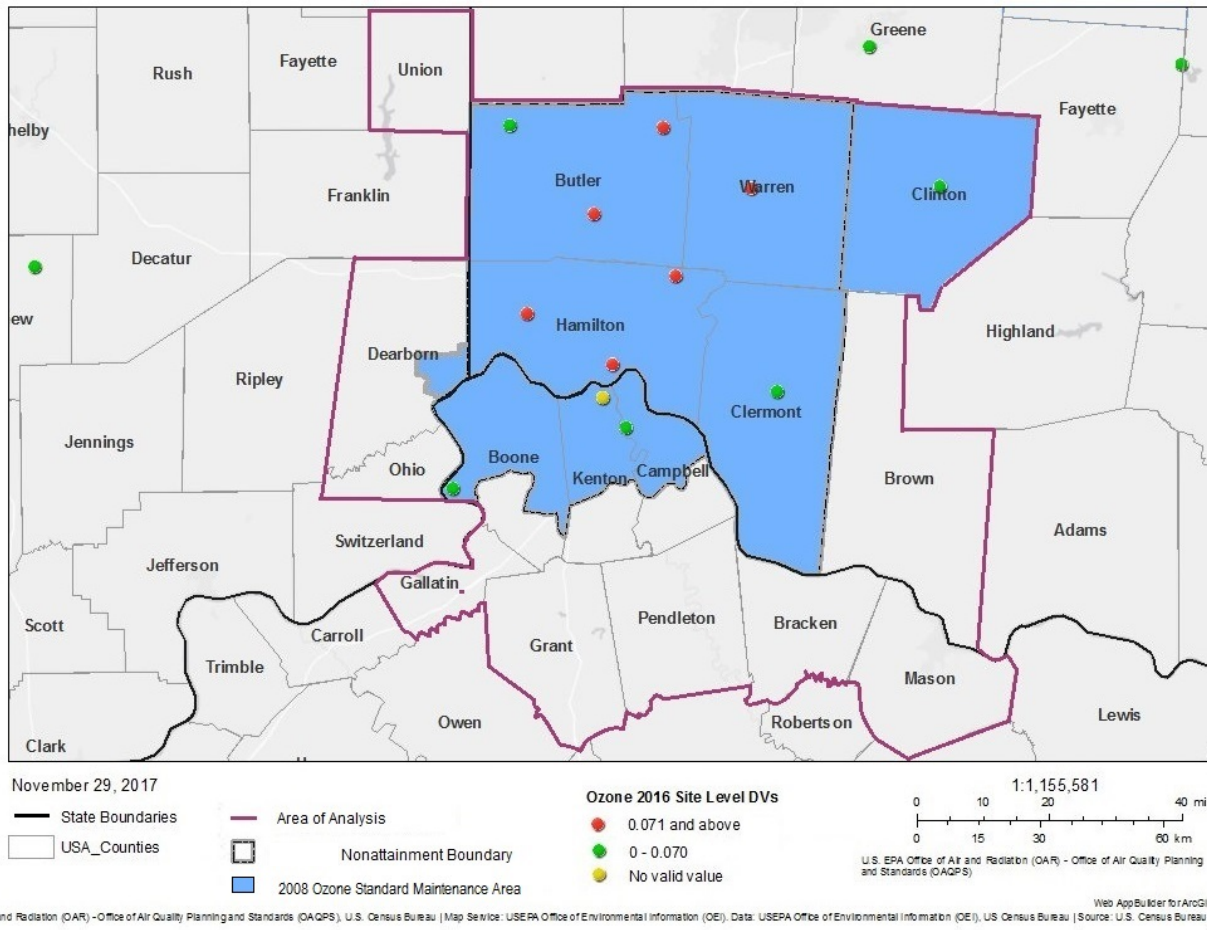 Greene
Rush
Fayette
Union
Fayette
helby
Butler
Warren
Clinton
Franklin
Decatur
ew
Hamilton
Highland
Dearborn
Ripley
Clermont
Jennings
Boone
Ohio
Kenton
Campbell
Brown
Adams
Switzerland
Jefferson
Gallatin
Scott
Pendleton
Bracken
Carroll
Grant
Trimble
Mason
Owen
Robertson
Lewis
Clark
November 29, 2017
State Boundaries
USA_Counties
Area of Analysis
Nonattainment Boundary
2008 Ozone Standard Maintenance Area
Ozone 2016 Site Level DVs
0.071 and above
0 - 0.070
No valid value
1:1,155,581
0 10 20 40 mi
0 15 30 60 km
U.S. EPA Office of Air and Radiation (OAR) - Office of Air Quality Planning
and Standards (OAQPS)
Web AppBuilder for ArcGI
nd Radiation (OAR) - Office of Air Quality Planning and Standards (OAQPS), U.S. Census Bureau | Map Service: USEPA Office of Environmental Information (OEI). Data: USEPA Office of Environmental Information (OEI), US Census Bureau | Source: U.S. Census Bureau